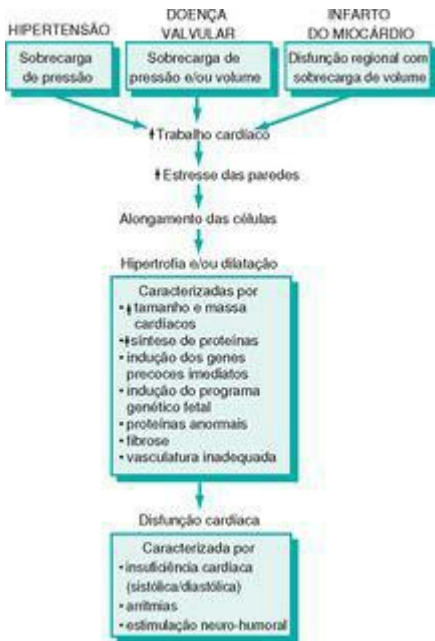 HIPERTENSÃO
Sobrecarga
de pressão
DOENÇA
VALVULAR
Sobrecarga de
pressão e/ou volume
INFARTO
DO MIOCÁRDIO
Disfunção regional com
sobrecarga de volume
Trabalho cardíaco
Estresse das paredes
Alongamento das células
Hipertrofia e/ou dilatação
Caracterizadas por
• tamanho e massa
cardíacos
• síntese de proteínas
• indução dos genes
precoces imediatos
• indução do programa
genético fetal
• proteínas anormais
• fibrose
• vasculatura inadequada
Disfunção cardíaca
Caracterizada por
• insuficiência cardíaca
(sistólica/diastólica)
• arritmias
• estimulação neuro-humoral